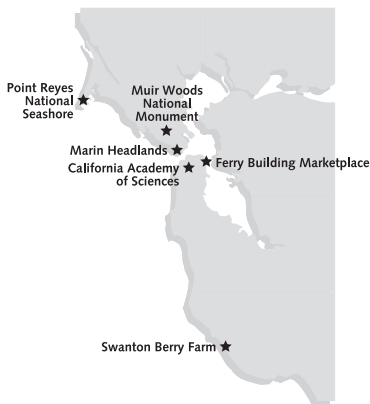 Point Reyes
National
Seashore
Muir Woods
National
Monument
Marin Headlands
California Academy
of Sciences
Ferry Building Marketplace
Swanton Berry Farm